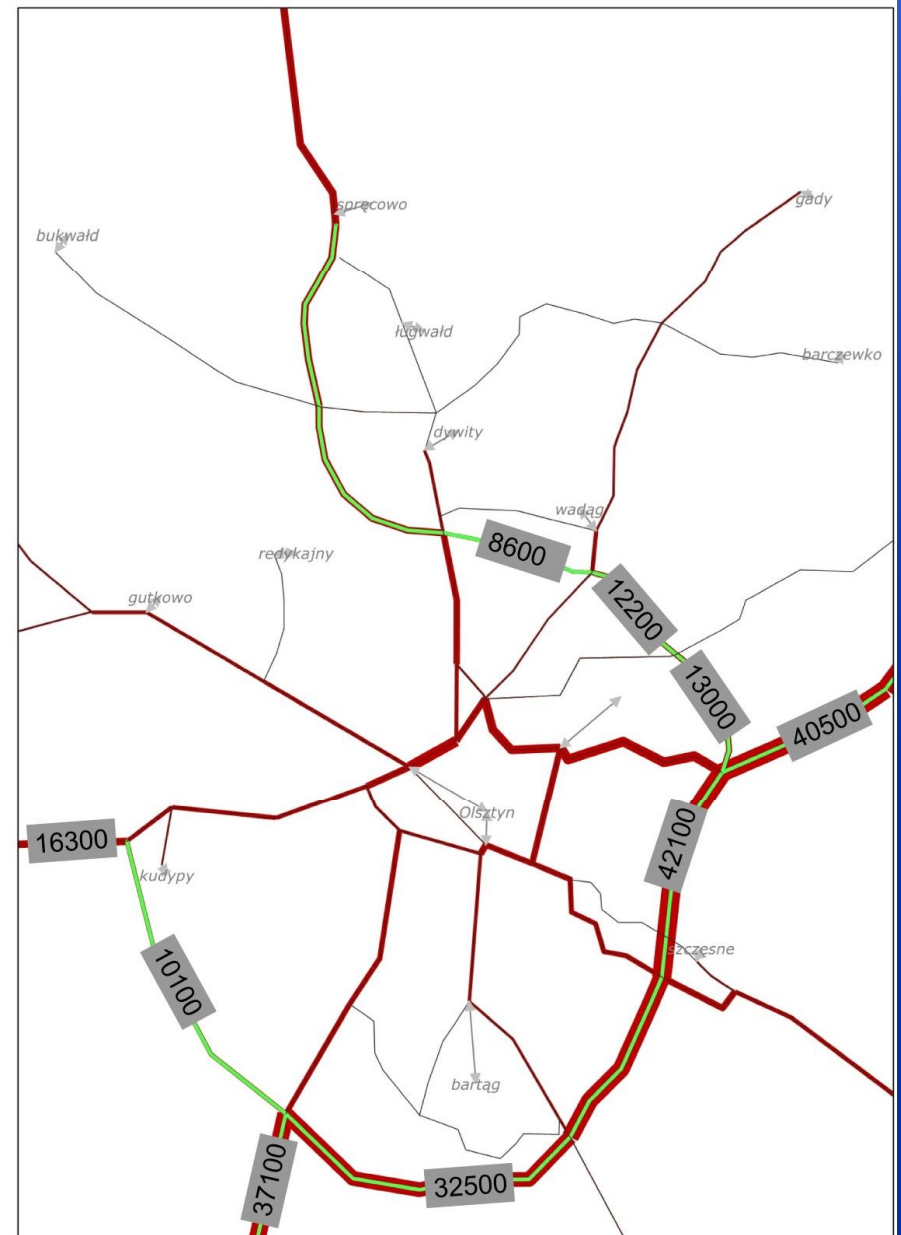 gady
spręcowo
bukwałd
ługwałd
barczewko
dywity
wadąg
8600
redykajny
gutkowo
12200
13000
40500
Olsztyn
16300
42100
kudypy
szczesne
10100
bartąg
37100
32500